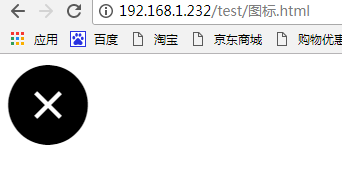 192.168.1.232/test/图标.html
应用 百度 淘宝 京东商城 购物优惠